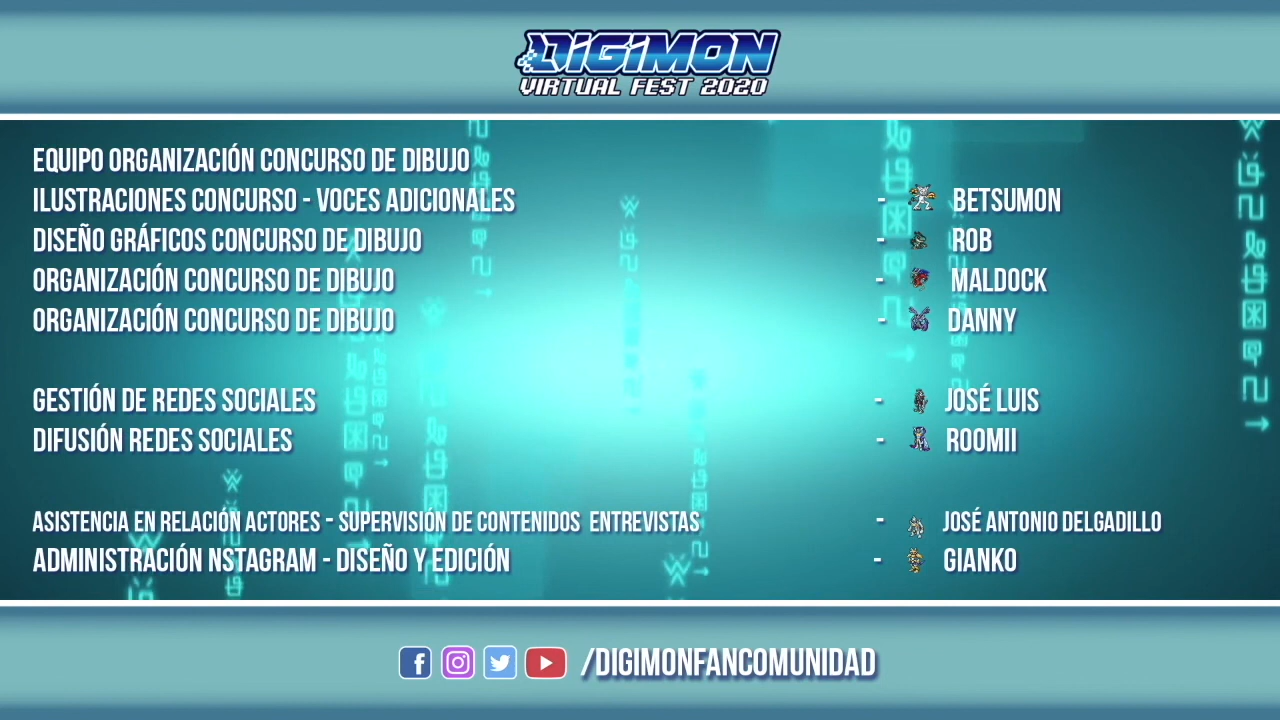 DIGIMON
VIRTUAL FEST 2020
EQUIPO ORGANIZACIÓN CONCURSO DE DIBUJO
ILUSTRACIONES CONCURSO - VOCES ADICIONALES - BETSUMON
DISEÑO GRÁFICOS CONCURSO DE DIBUJO - ROB
ORGANIZACIÓN CONCURSO DE DIBUJO - MALDOCK
ORGANIZACIÓN CONCURSO DE DIBUJO - DANNY
GESTIÓN DE REDES SOCIALES - JOSÉ LUIS
DIFUSIÓN REDES SOCIALES - ROOMII
ASISTENCIA EN RELACIÓN ACTORES - SUPERVISIÓN DE CONTENIDOS ENTREVISTAS - JOSÉ ANTONIO DELGADILLO
ADMINISTRACIÓN NSTAGRAM - DISEÑO Y EDICIÓN - GIANKO
/DIGIMONFANCOMUNIDAD